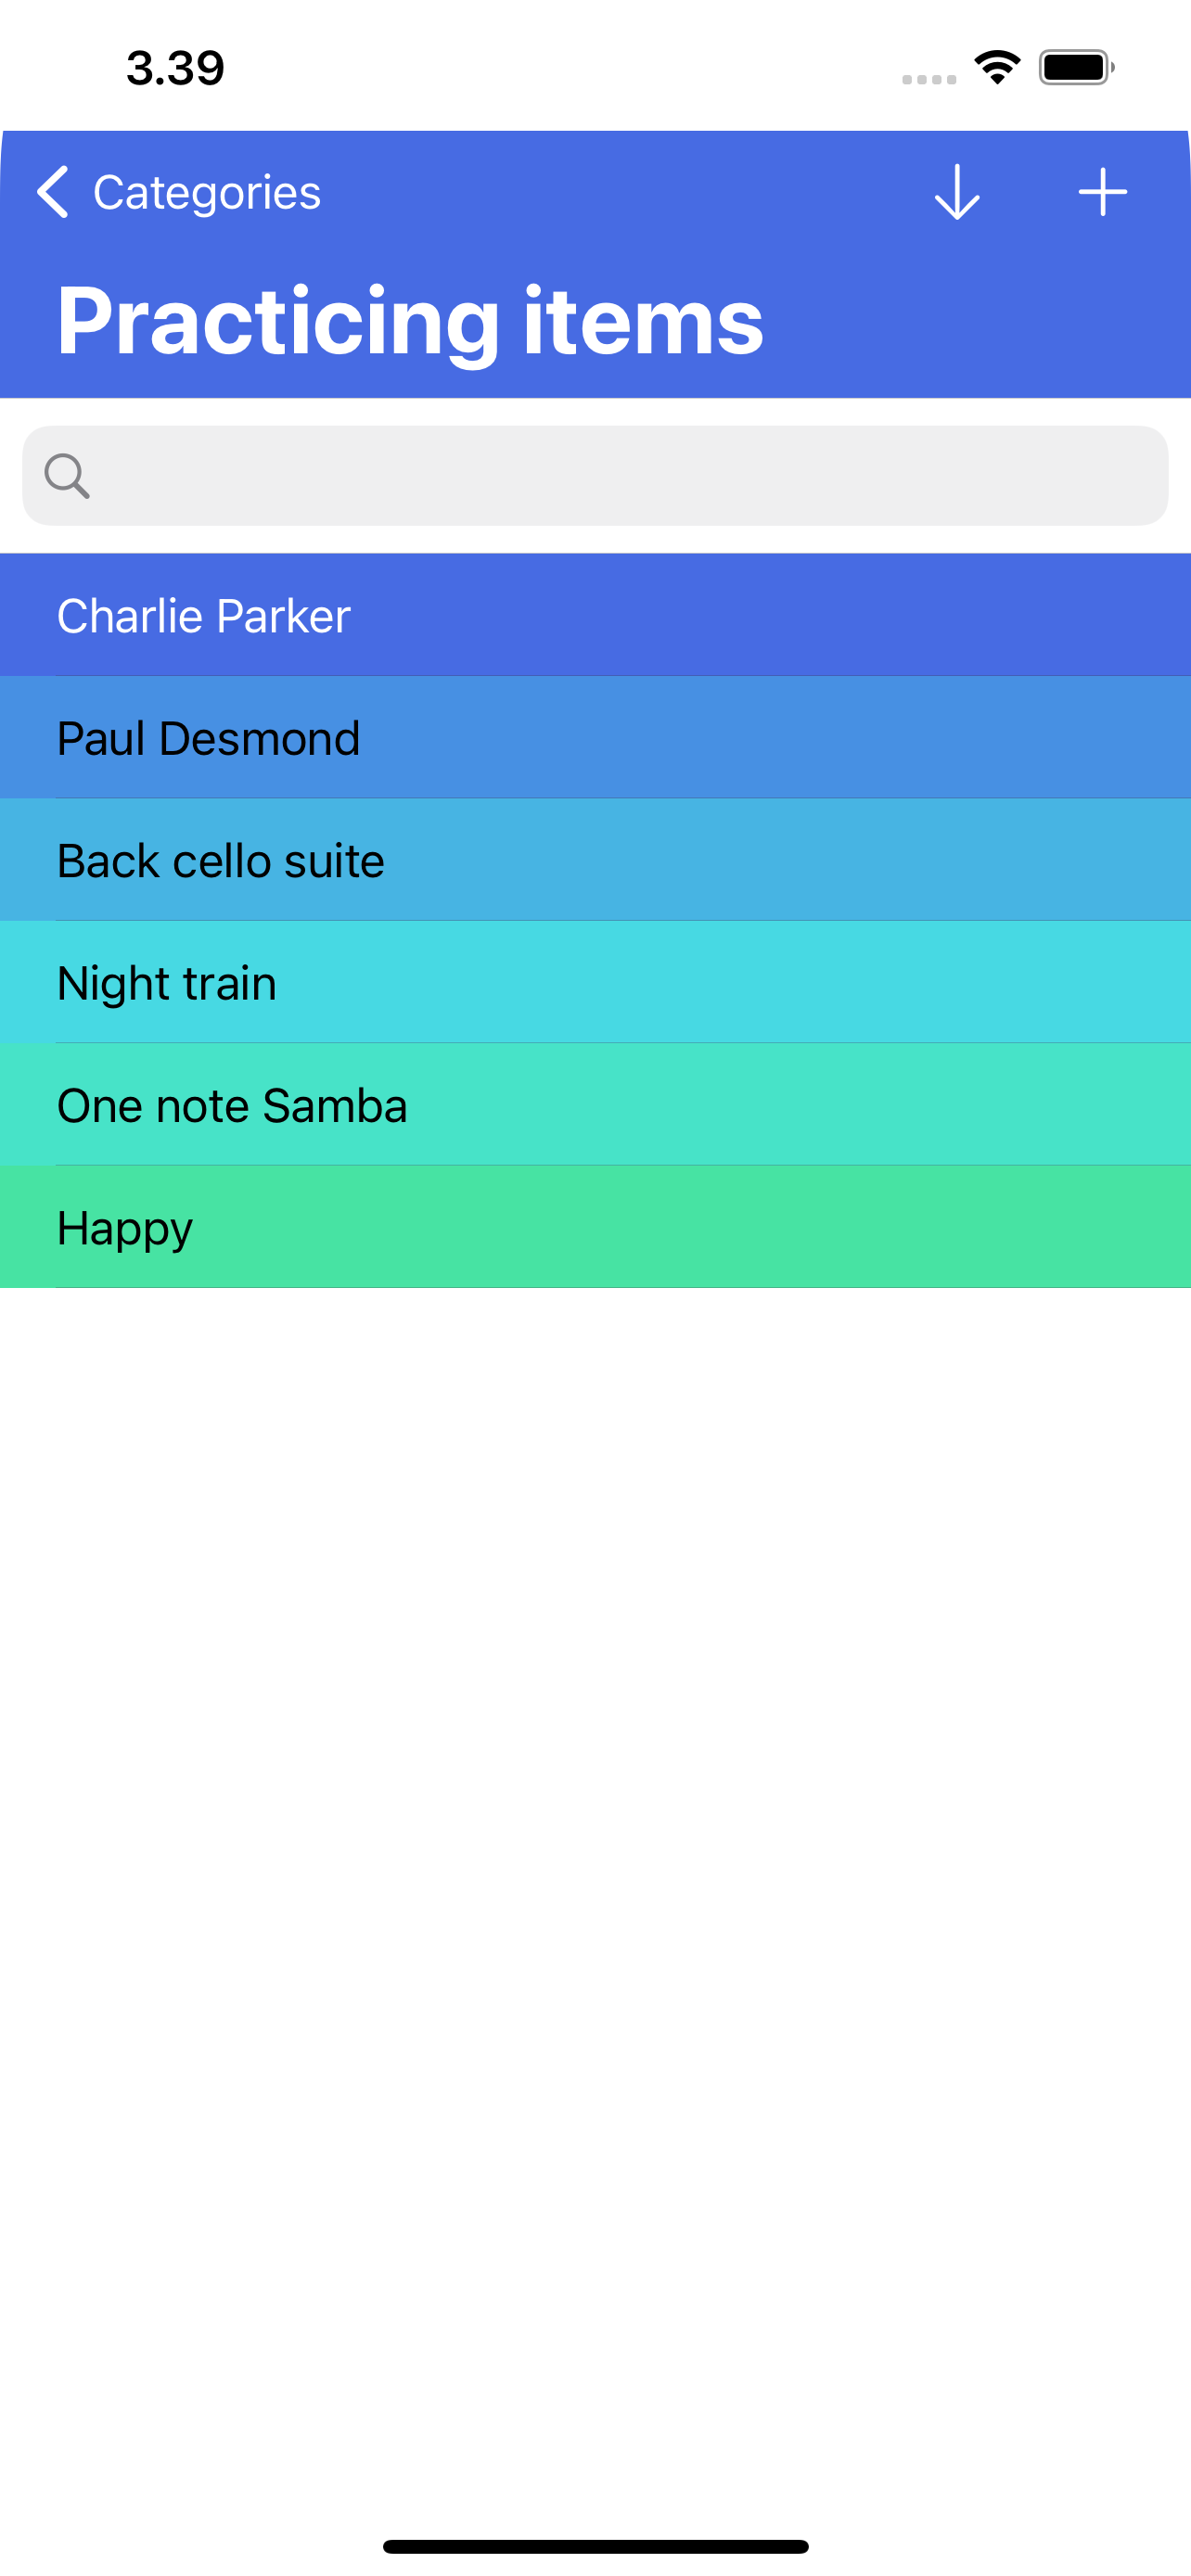 3.39
Categories
Practicing items
Charlie Parker
Paul Desmond
Back cello suite
Night train
One note Samba
Happy